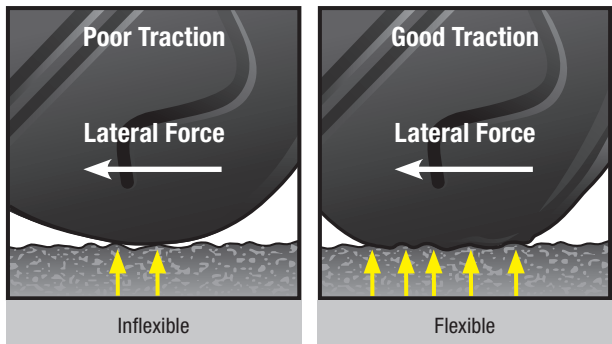 Poor Traction
Lateral Force
Inflexible
Good Traction
Lateral Force
Flexible